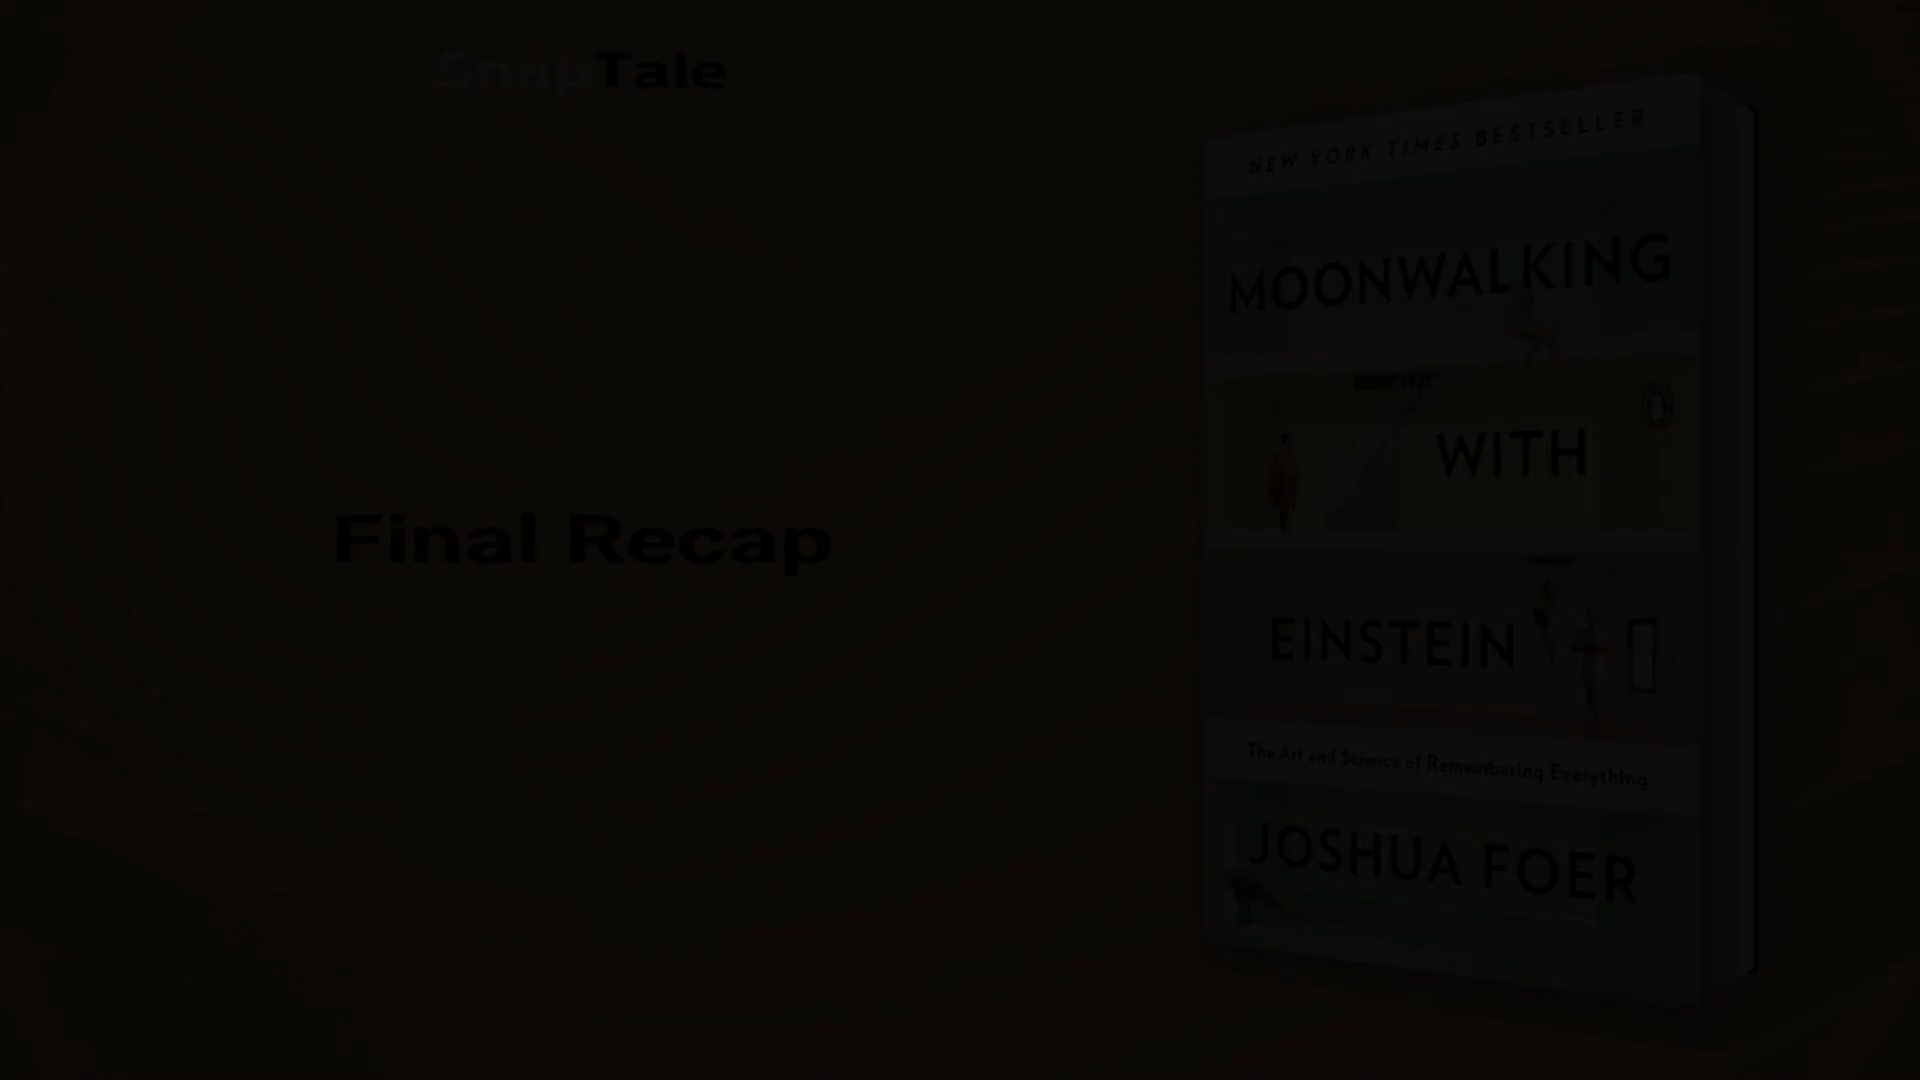 SnapTale
Final Recap
NEW YORK TIMES BESTSELLER
MOONWALKING
WITH
EINSTEIN
The Art and Science of Remembering Everything
JOSHUA FOER